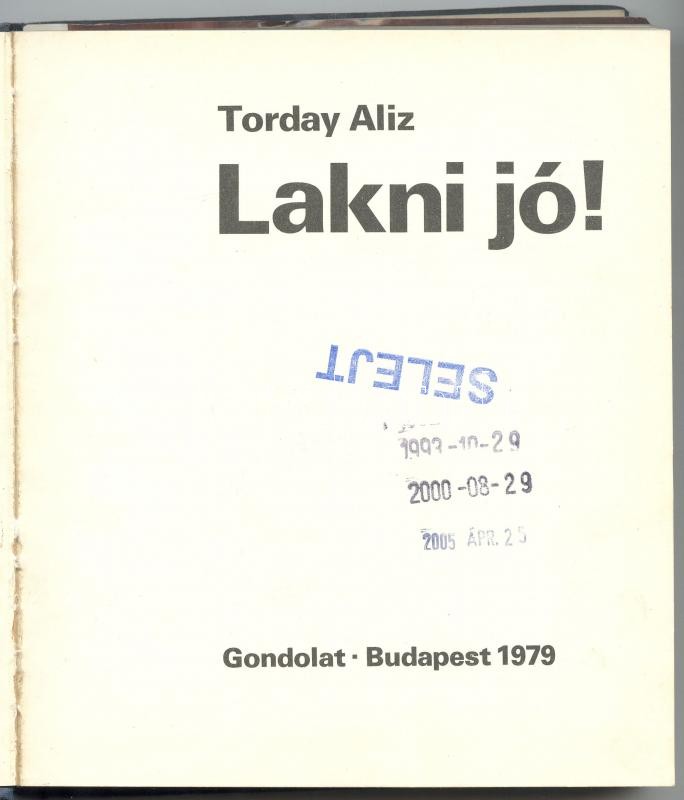 Torday Aliz
Lakni jó!
SELEJT
1993-10-29
2000-08-29
2005 ÁPR. 25
Gondolat · Budapest 1979